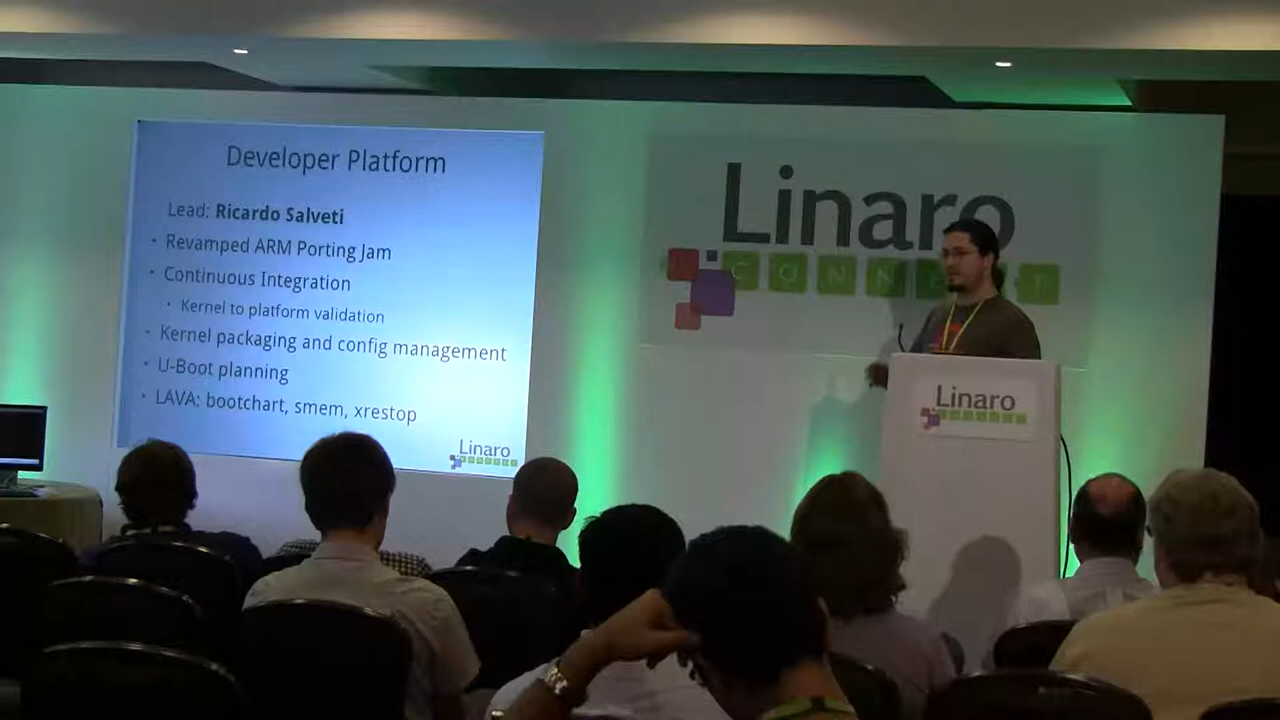 Developer Platform
Lead: Ricardo Salveti
• Revamped ARM Porting Jam
• Continuous Integration
• Kernel to platform validation
• Kernel packaging and config management
• U-Boot planning
• LAVA: bootchart, smem, xrestop
Linaro
Linaro
CONNECT
Linaro